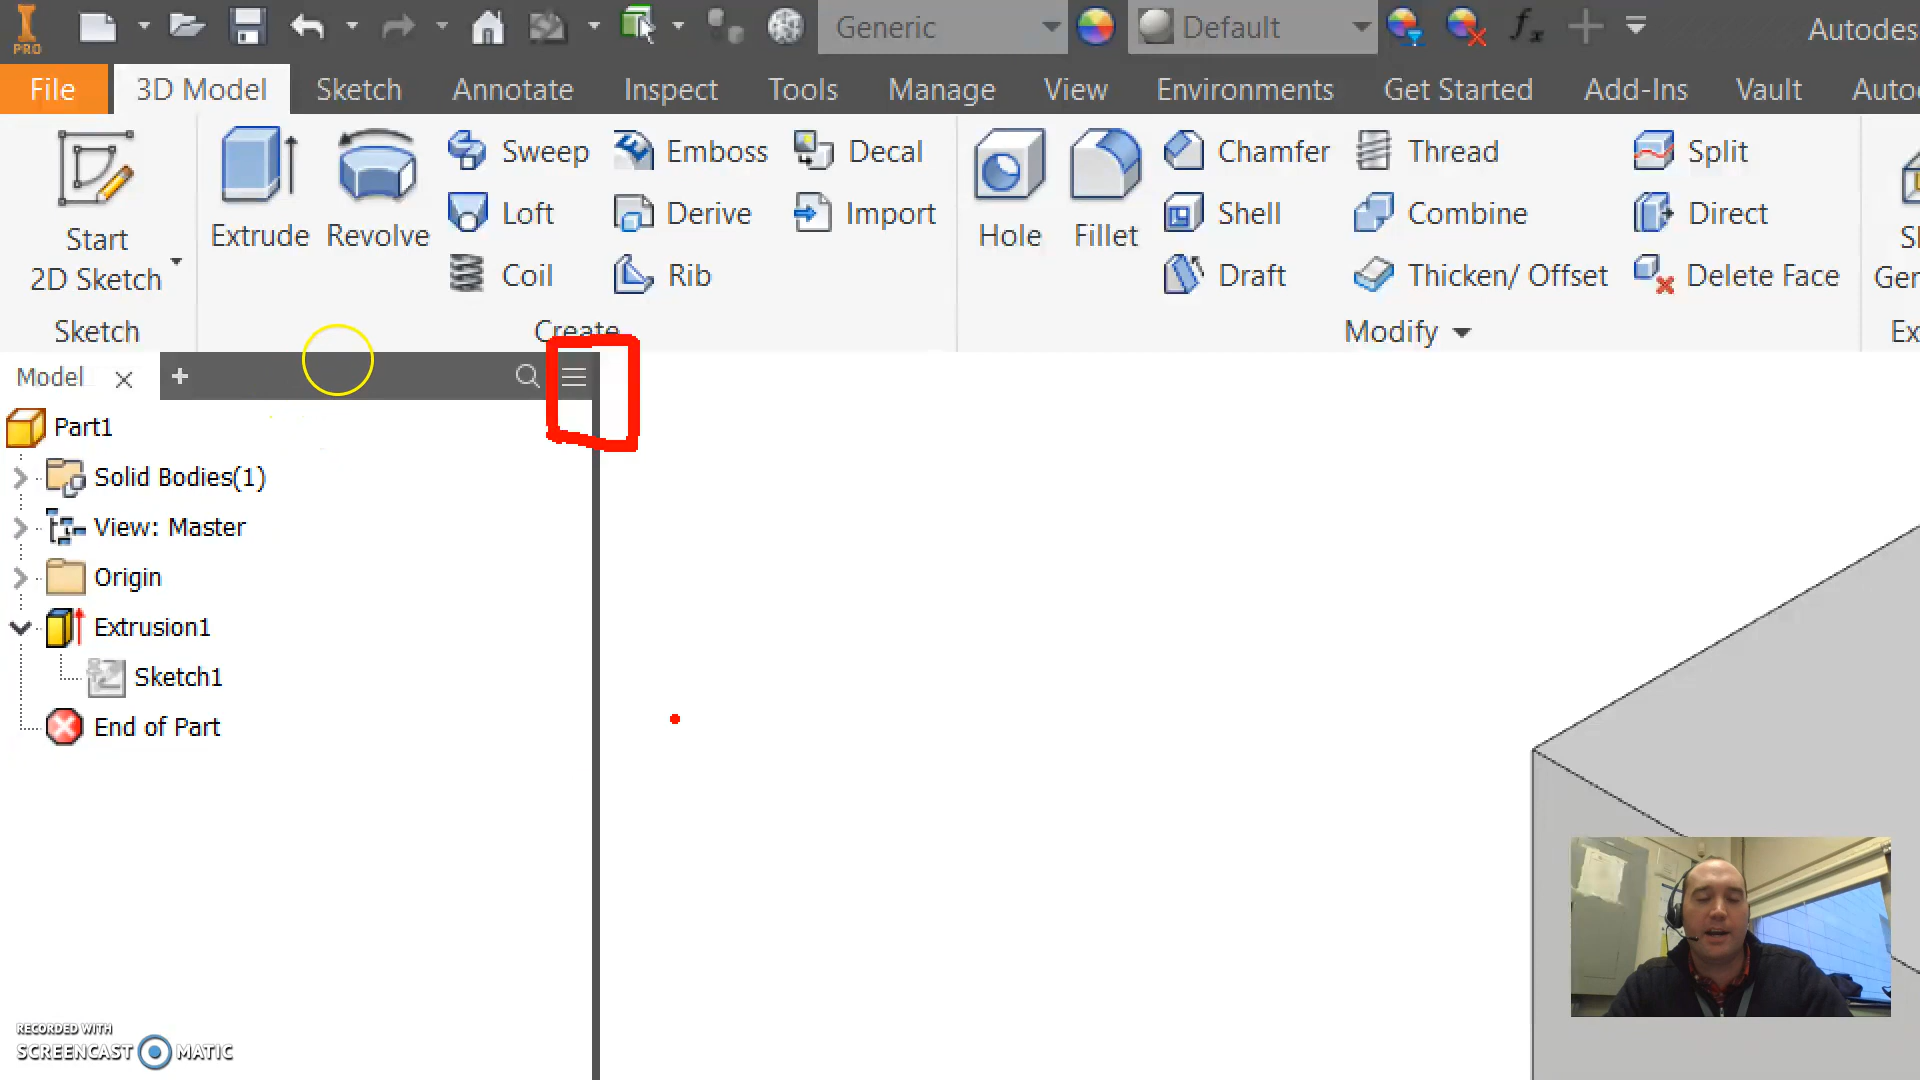 PRO
Generic
Default
Autodes
File
3D Model
Sketch
Annotate
Inspect
Tools
Manage
View
Environments
Get Started
Add-Ins
Vault
Auto
Start
2D Sketch
Extrude
Revolve
Sweep
Loft
Coil
Emboss
Derive
Rib
Decal
Import
Hole
Fillet
Chamfer
Shell
Draft
Thread
Combine
Thicken/ Offset
Split
Direct
Delete Face
Ger
Sketch
Create
Modify
Ex
Model
Part1
Solid Bodies(1)
View: Master
Origin
Extrusion1
Sketch1
End of Part
RECORDED WITH
SCREENCAST MATIC